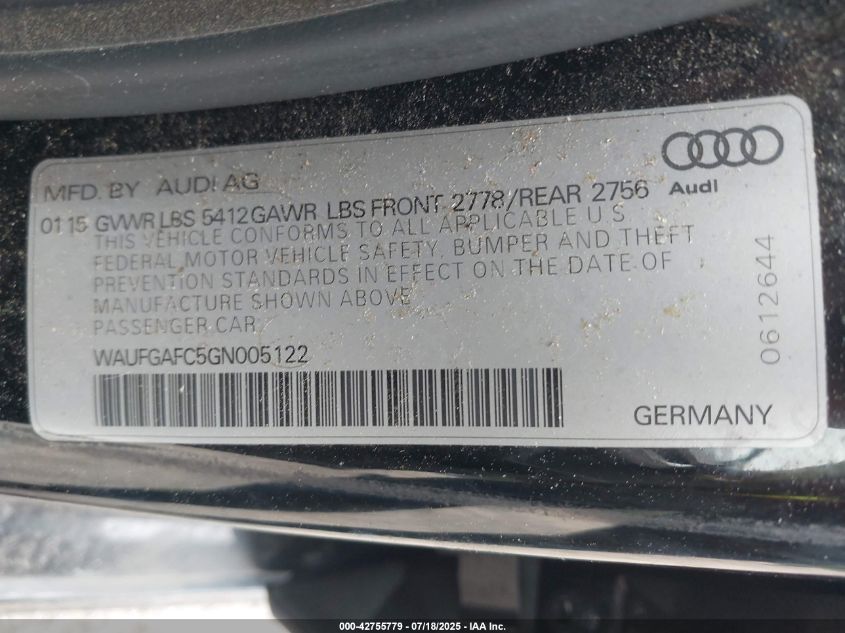 MFD. BY AUDI AG
Audi
01 15 GVWR LBS 5412 GAWR LBS FRONT 2778/REAR 2756
THIS VEHICLE CONFORMS TO ALL APPLICABLE U.S.
FEDERAL MOTOR VEHICLE SAFETY, BUMPER AND THEFT
PREVENTION STANDARDS IN EFFECT ON THE DATE OF
MANUFACTURE SHOWN ABOVE
PASSENGER CAR
WAUFGAFC5GN005122
GERMANY
0612644
000-42755779 / 07/18/2025 - IAA Inc.